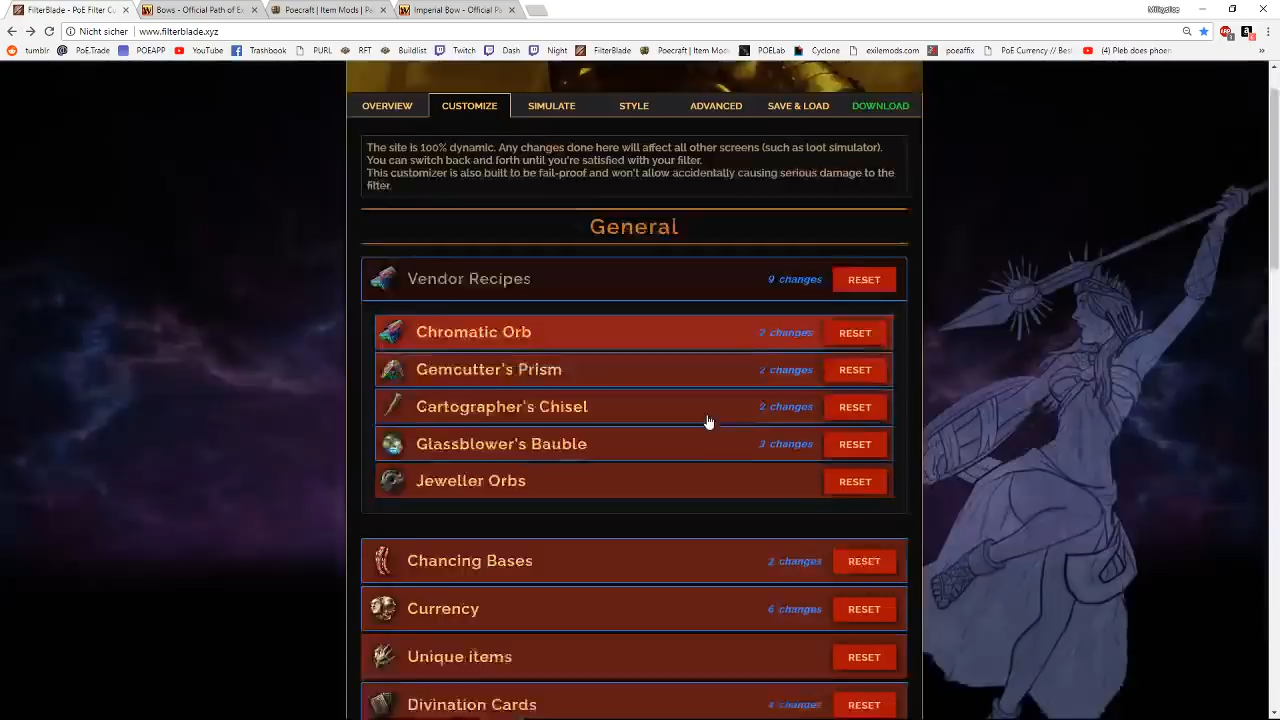 FilterBlade - PoE Filter Cu
Bows - Official Path of Ex
Poecraft | Item Mods | Pa
Imperial Bow - Official Pa
Nicht sicher
www.filterblade.xyz
tumblr
PoE.Trade
POEAPP
YouTube
Trashbook
PURL
RFT
Buildlist
Twitch
Dash
Night
FilterBlade
Poecraft | Item Mods
POELab
Cyclone
exilemods.com
poeaffix
PoE Currency // Best
(4) Pleb does phoen
OVERVIEW
CUSTOMIZE
SIMULATE
STYLE
ADVANCED
SAVE & LOAD
DOWNLOAD
The site is 100% dynamic. Any changes done here will affect all other screens (such as loot simulator).
You can switch back and forth until you're satisfied with your filter.
This customizer is also built to be fail-proof and won't allow accidentally causing serious damage to the
filter.
General
Vendor Recipes 9 changes RESET
Chromatic Orb 2 changes RESET
Gemcutter's Prism 2 changes RESET
Cartographer's Chisel 2 changes RESET
Glassblower's Bauble 3 changes RESET
Jeweller Orbs RESET
Chancing Bases 2 changes RESET
Currency 6 changes RESET
Unique items RESET
Divination Cards 4 changes RESET